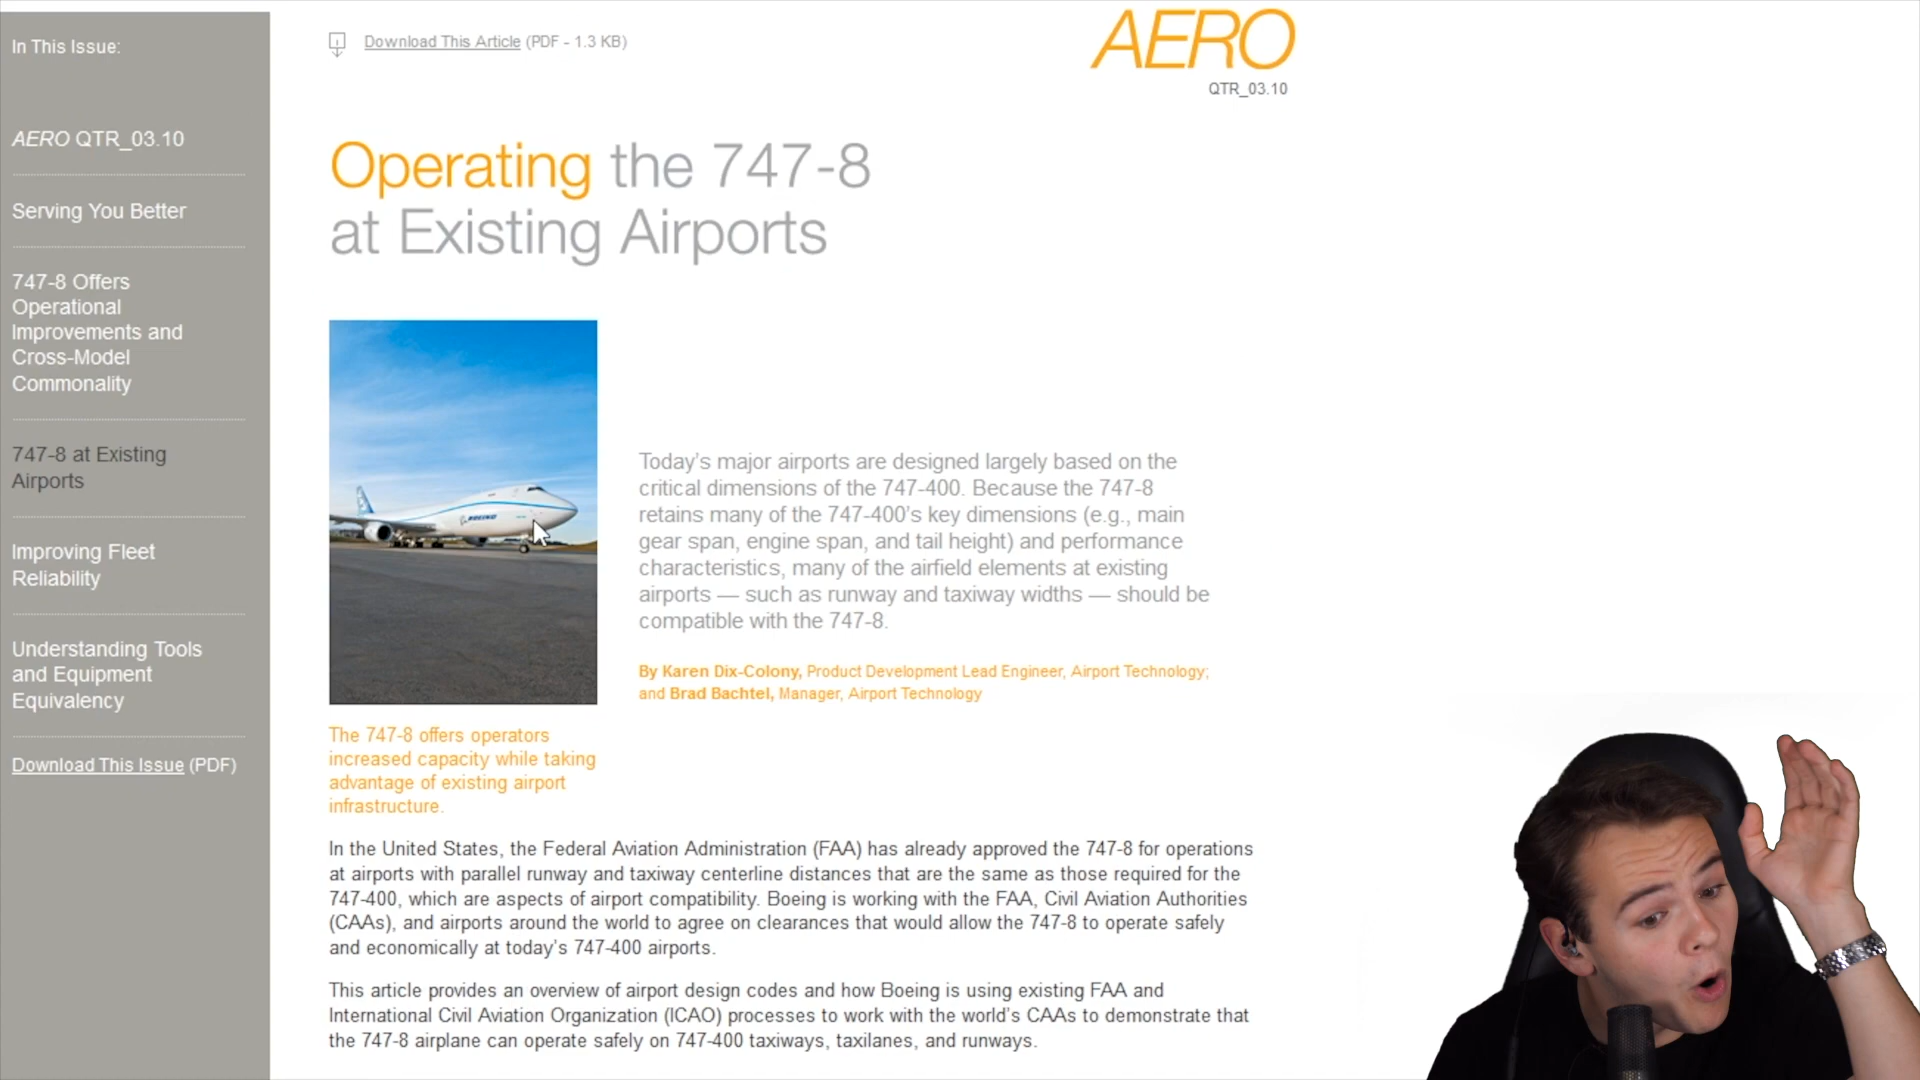 In This Issue:
AERO QTR_03.10
Serving You Better
747-8 Offers
Operational
Improvements and
Cross-Model
Commonality
747-8 at Existing
Airports
Improving Fleet
Reliability
Understanding Tools
and Equipment
Equivalency
Download This Issue (PDF)
Download This Article (PDF - 1.3 KB)
AERO
QTR_03.10
Operating the 747-8
at Existing Airports
BOEING
Today's major airports are designed largely based on the
critical dimensions of the 747-400. Because the 747-8
retains many of the 747-400's key dimensions (e.g., main
gear span, engine span, and tail height) and performance
characteristics, many of the airfield elements at existing
airports — such as runway and taxiway widths — should be
compatible with the 747-8.
By Karen Dix-Colony, Product Development Lead Engineer, Airport Technology;
and Brad Bachtel, Manager, Airport Technology
The 747-8 offers operators
increased capacity while taking
advantage of existing airport
infrastructure.
In the United States, the Federal Aviation Administration (FAA) has already approved the 747-8 for operations
at airports with parallel runway and taxiway centerline distances that are the same as those required for the
747-400, which are aspects of airport compatibility. Boeing is working with the FAA, Civil Aviation Authorities
(CAAs), and airports around the world to agree on clearances that would allow the 747-8 to operate safely
and economically at today's 747-400 airports.
This article provides an overview of airport design codes and how Boeing is using existing FAA and
International Civil Aviation Organization (ICAO) processes to work with the world's CAAs to demonstrate that
the 747-8 airplane can operate safely on 747-400 taxiways, taxilanes, and runways.